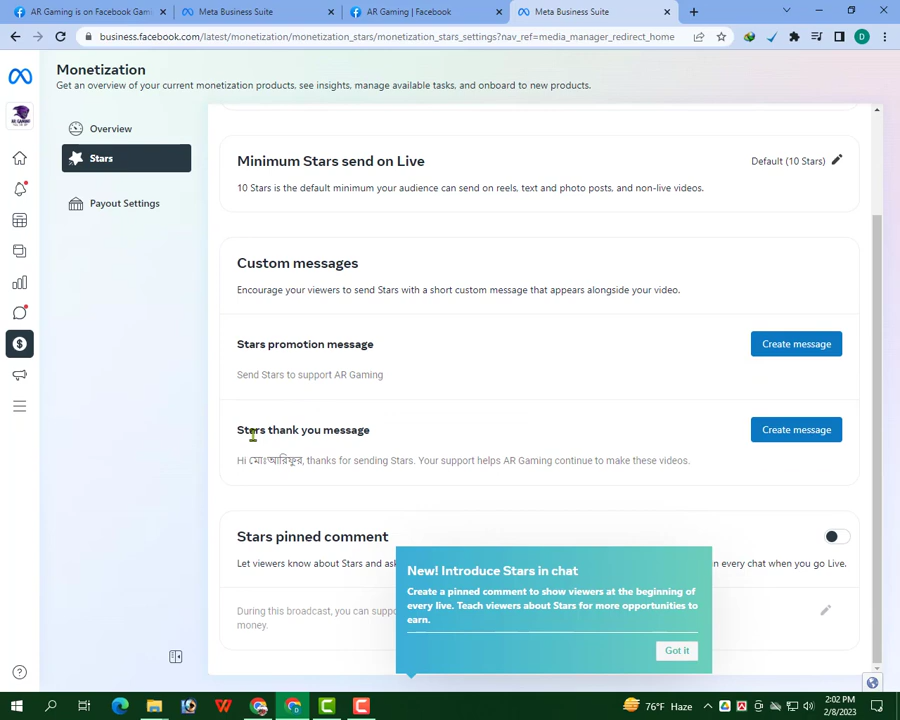 AR Gaming is on Facebook Gami
Meta Business Suite
AR Gaming | Facebook
Meta Business Suite
business.facebook.com/latest/monetization/monetization_stars/monetization_stars_settings?nav_ref=media_manager_redirect_home
D
Monetization
Get an overview of your current monetization products, see insights, manage available tasks, and onboard to new products.
Overview
Stars
Payout Settings
Minimum Stars send on Live
Default (10 Stars)
10 Stars is the default minimum your audience can send on reels, text and photo posts, and non-live videos.
Custom messages
Encourage your viewers to send Stars with a short custom message that appears alongside your video.
Stars promotion message
Create message
Send Stars to support AR Gaming
Stars thank you message
Create message
Hi মোঃআরিফুর, thanks for sending Stars. Your support helps AR Gaming continue to make these videos.
Stars pinned comment
Let viewers know about Stars and ask
n every chat when you go Live.
During this broadcast, you can suppo
money.
New! Introduce Stars in chat
Create a pinned comment to show viewers at the beginning of
every live. Teach viewers about Stars for more opportunities to
earn.
Got it
76°F Haze
2:02 PM
2/8/2023